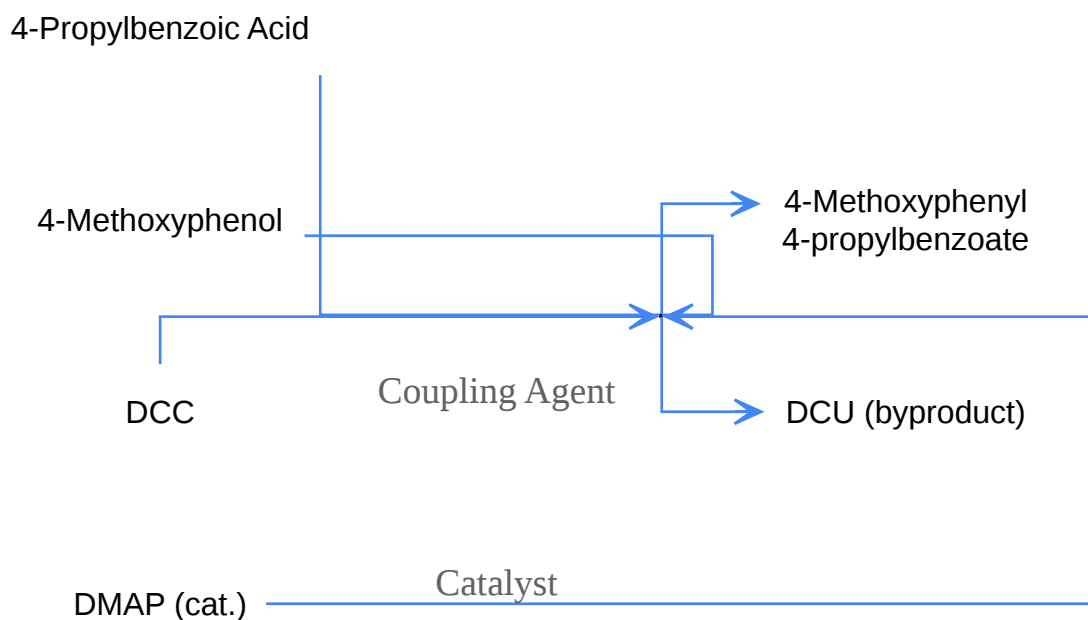 4-Propylbenzoic Acid
4-Methoxyphenol
4-Methoxyphenyl
4-propylbenzoate
DCC
Coupling Agent
DCU (byproduct)
Catalyst
DMAP (cat.)